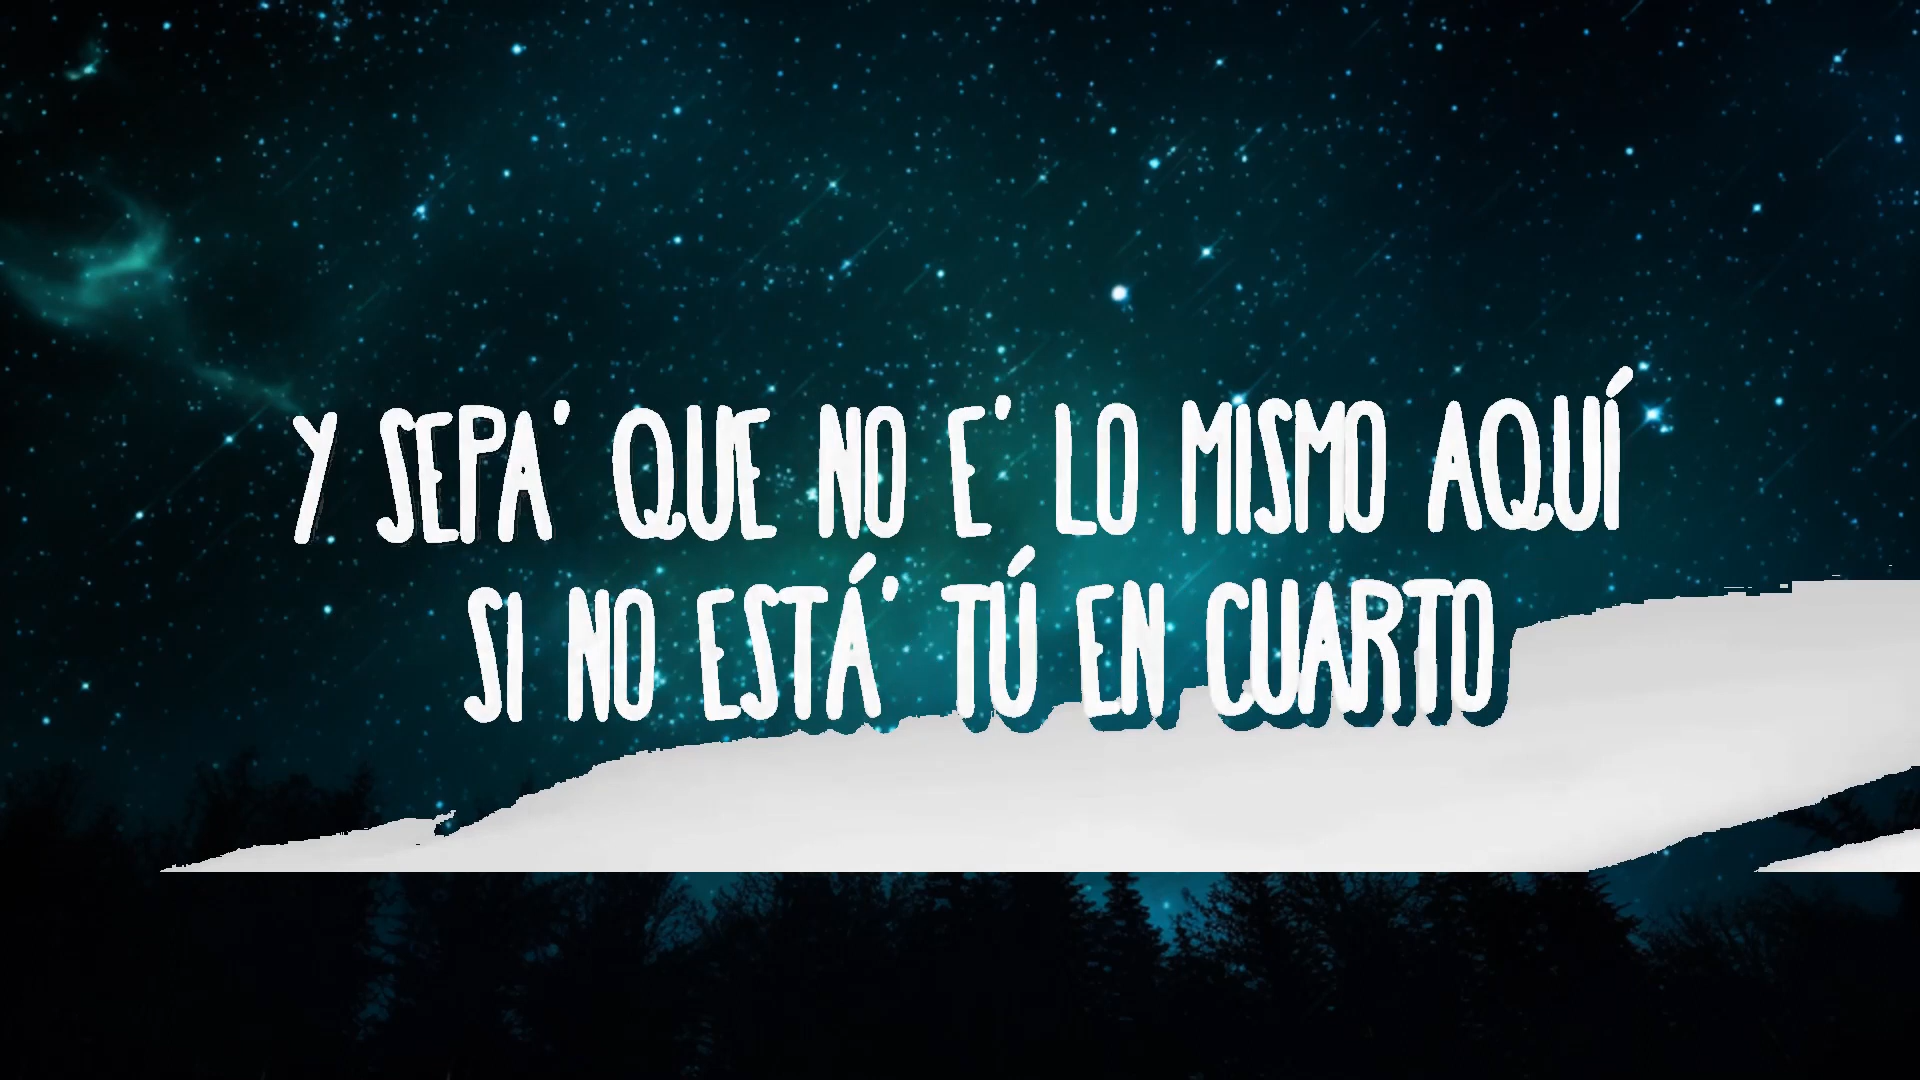 Y SEPA' QUE NO E' LO MISMO AQUÍ
SI NO ESTÁ' TÚ EN CUARTO